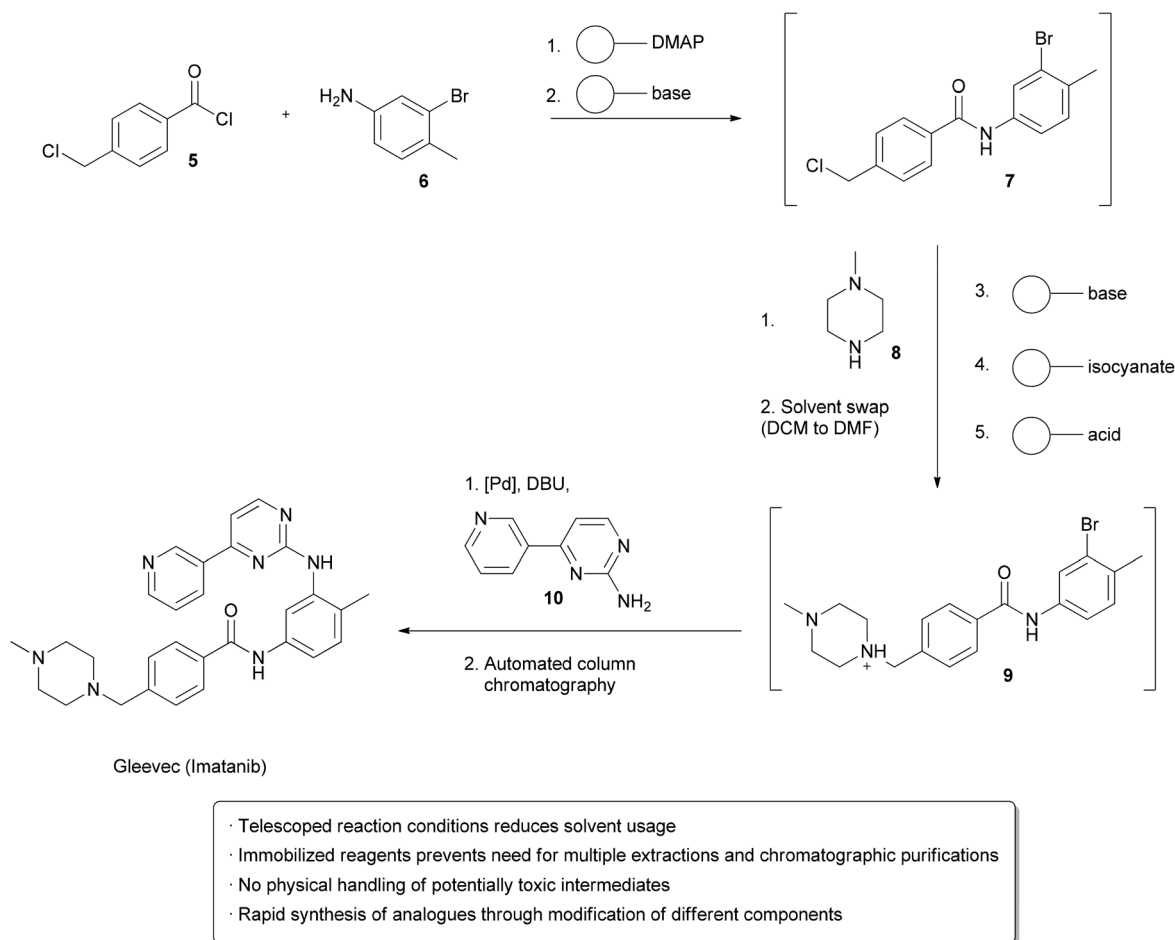 O
Cl
Cl
5
+
H2N
Br
6
1. DMAP
2. base
Br
O
N
H
Cl
7
1.
N
N
H
8
2. Solvent swap
(DCM to DMF)
3. base
4. isocyanate
5. acid
Br
O
N
H
N
NH
+
9
1. [Pd], DBU,
N
N
N
NH2
10
2. Automated column
chromatography
N
N
N
NH
O
N
H
N
N
Gleevec (Imatanib)
· Telescoped reaction conditions reduces solvent usage
· Immobilized reagents prevents need for multiple extractions and chromatographic purifications
· No physical handling of potentially toxic intermediates
· Rapid synthesis of analogues through modification of different components